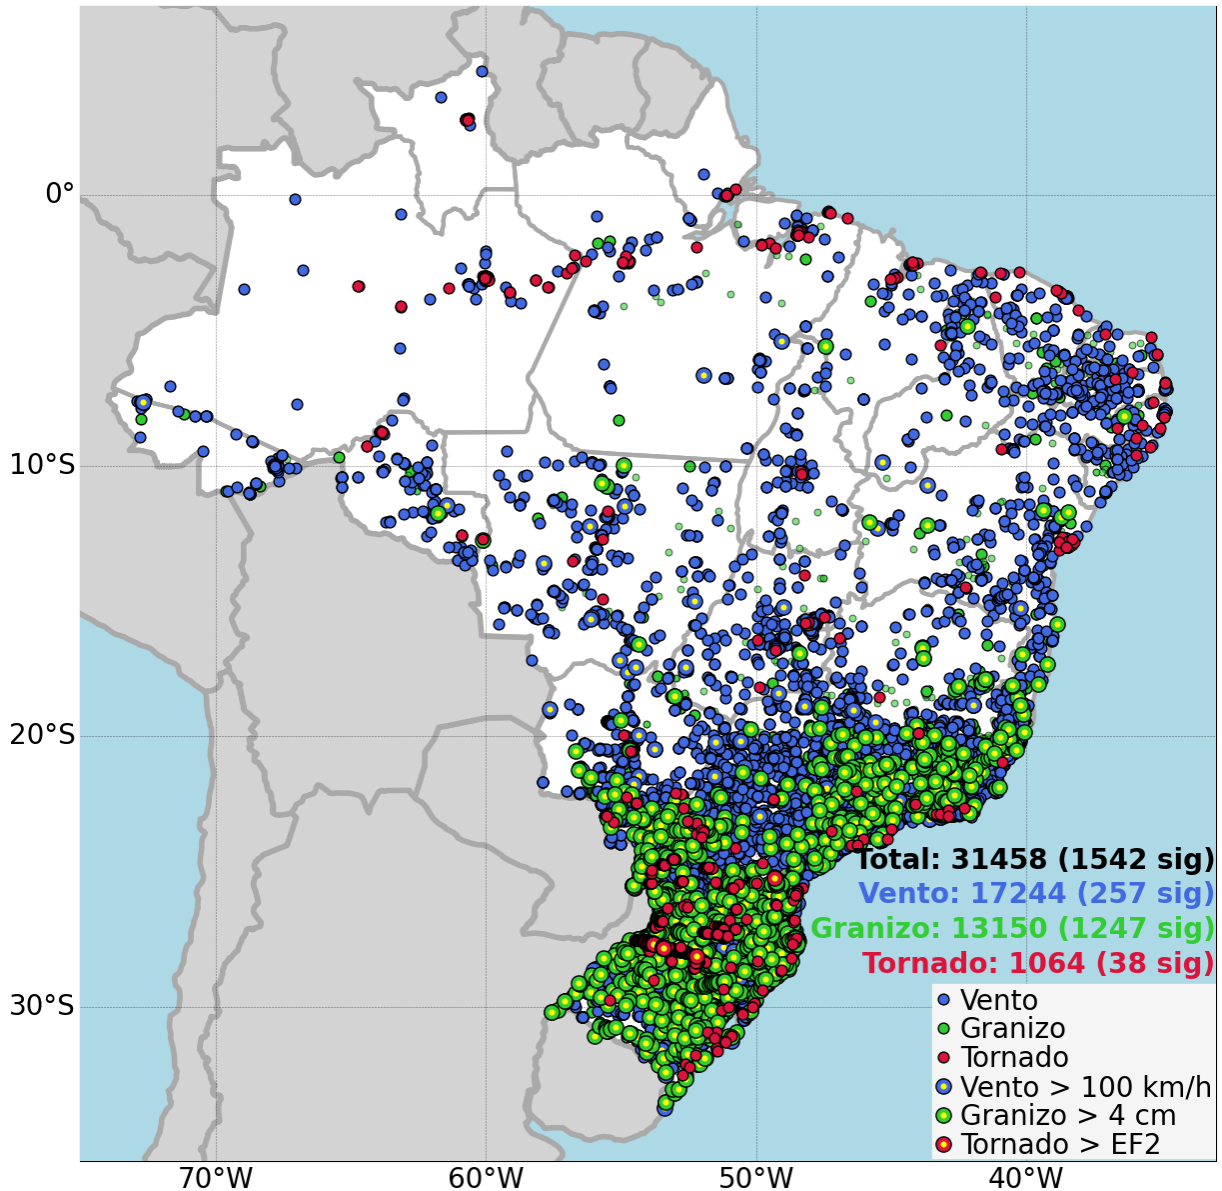 0°
10°S
20°S
30°S
Total: 31458 (1542 sig)
Vento: 17244 (257 sig)
Granizo: 13150 (1247 sig)
Tornado: 1064 (38 sig)
Vento
Granizo
Tornado
Vento > 100 km/h
Granizo > 4 cm
Tornado > EF2
70°W 60°W 50°W 40°W